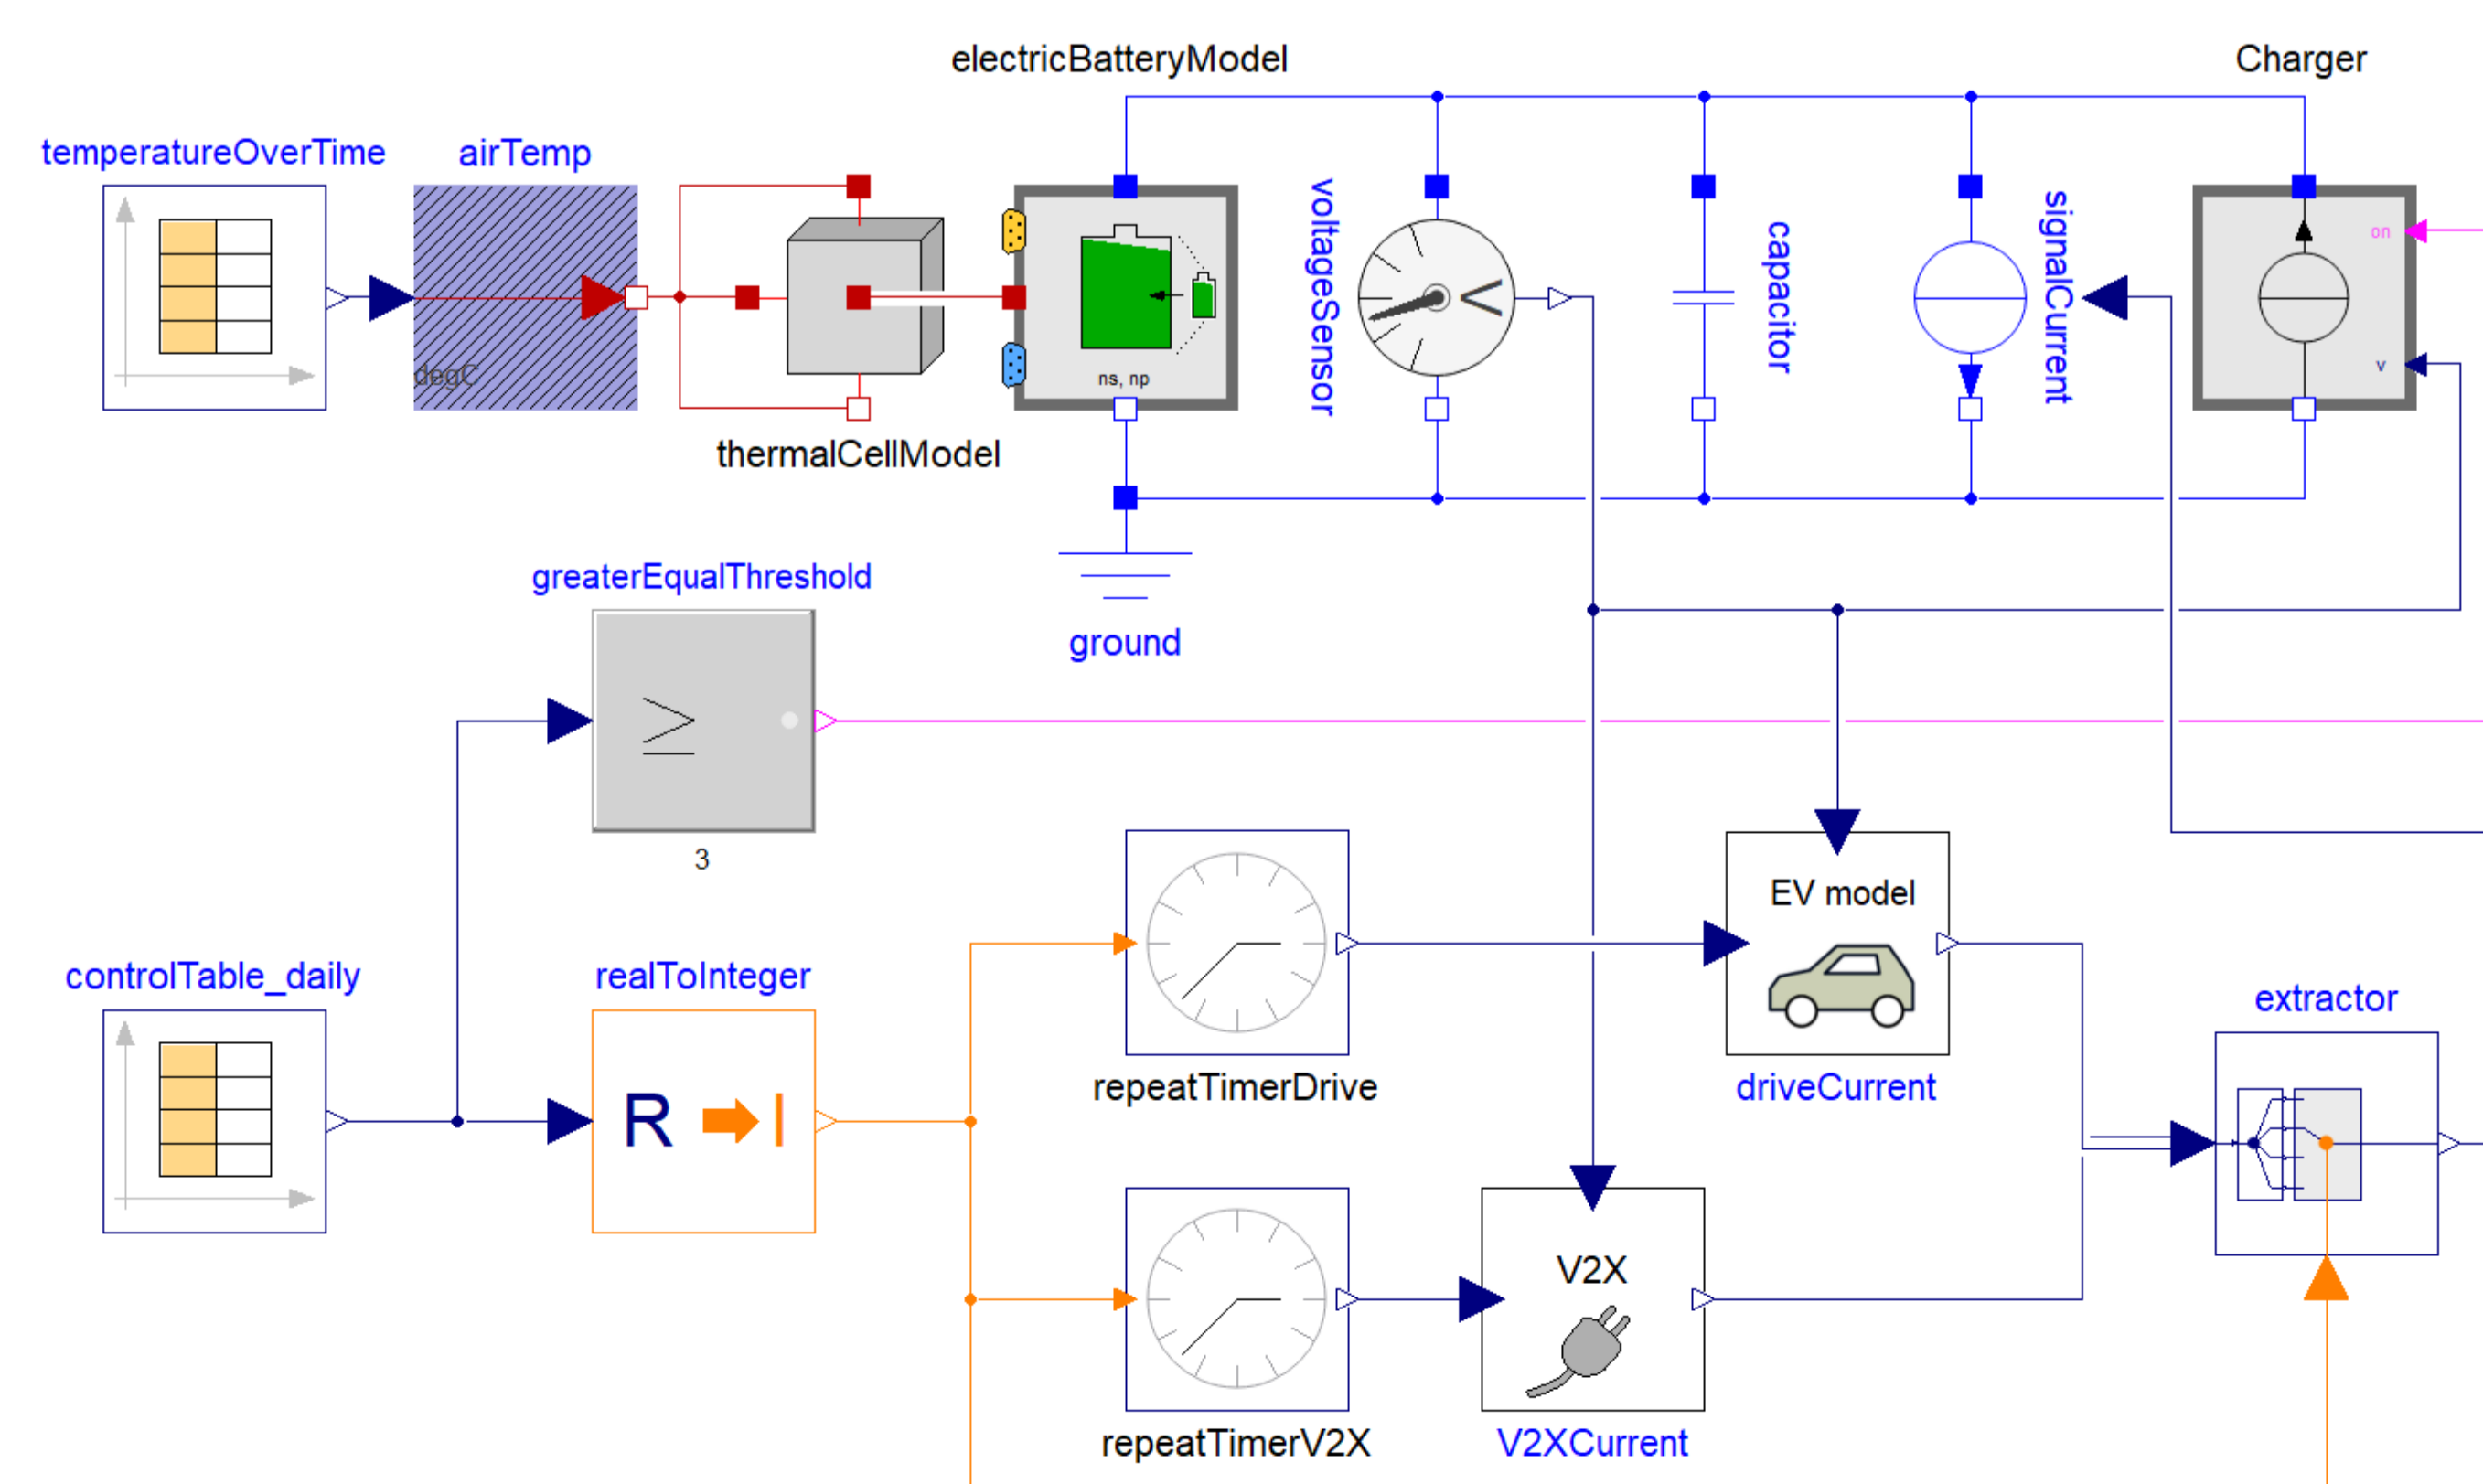 electricBatteryModel
Charger
temperatureOverTime
airTemp
degC
thermalCellModel
ns, np
voltageSensor
V
capacitor
signalCurrent
on
v
ground
greaterEqualThreshold
≥
3
controlTable_daily
realToInteger
R I
repeatTimerDrive
EV model
driveCurrent
extractor
repeatTimerV2X
V2X
V2XCurrent